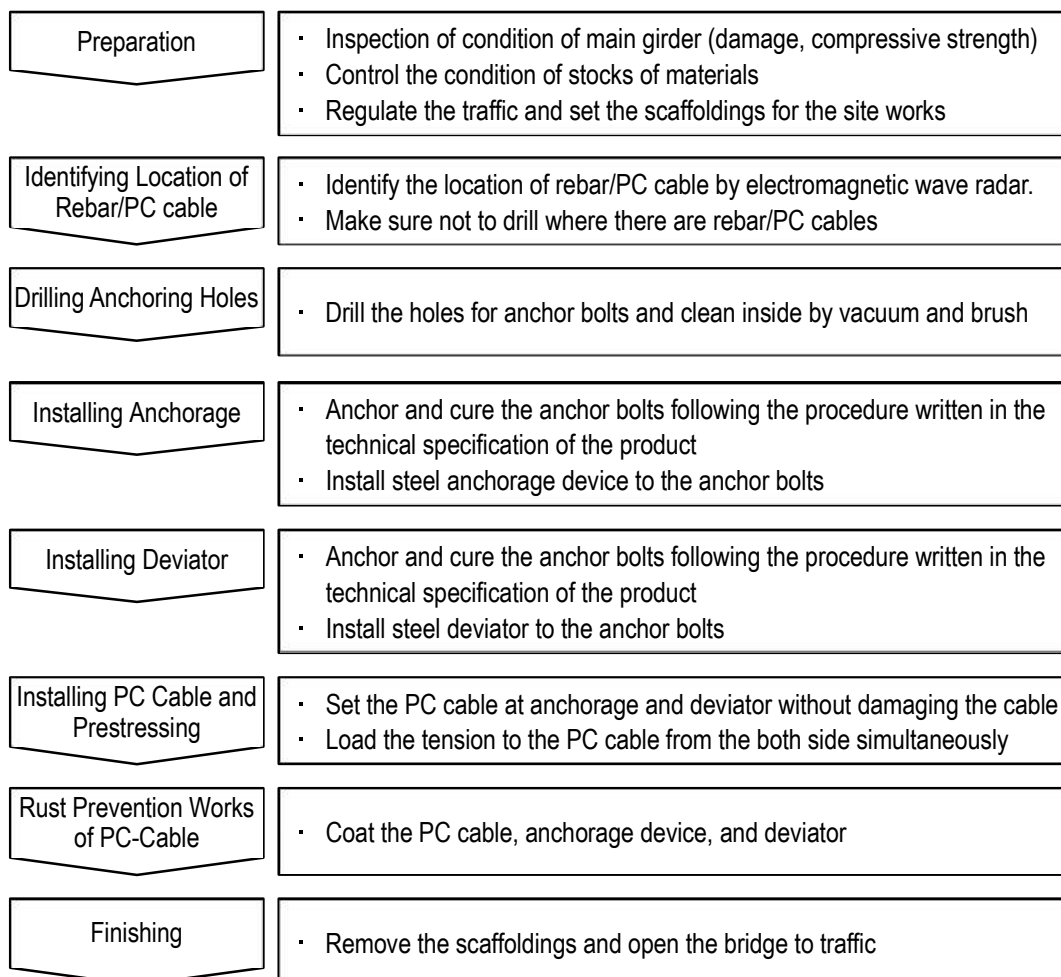 Preparation
· Inspection of condition of main girder (damage, compressive strength)
· Control the condition of stocks of materials
· Regulate the traffic and set the scaffoldings for the site works
Identifying Location of
Rebar/PC cable
· Identify the location of rebar/PC cable by electromagnetic wave radar.
· Make sure not to drill where there are rebar/PC cables
Drilling Anchoring Holes
· Drill the holes for anchor bolts and clean inside by vacuum and brush
Installing Anchorage
· Anchor and cure the anchor bolts following the procedure written in the
technical specification of the product
· Install steel anchorage device to the anchor bolts
Installing Deviator
· Anchor and cure the anchor bolts following the procedure written in the
technical specification of the product
· Install steel deviator to the anchor bolts
Installing PC Cable and
Prestressing
· Set the PC cable at anchorage and deviator without damaging the cable
· Load the tension to the PC cable from the both side simultaneously
Rust Prevention Works
of PC-Cable
· Coat the PC cable, anchorage device, and deviator
Finishing
· Remove the scaffoldings and open the bridge to traffic